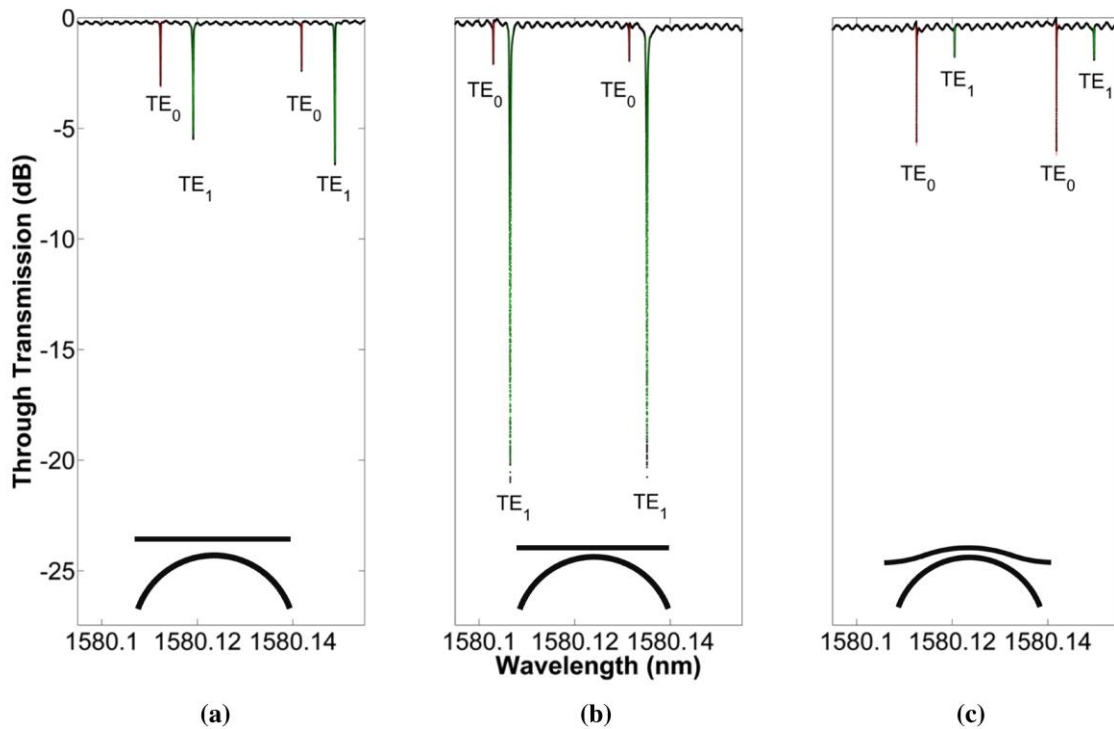 0
-5
-10
-15
-20
-25
Through Transmission (dB)
TE0
TE1
TE0
TE1
1580.1 1580.12 1580.14
TE0
TE1
TE0
TE1
1580.1 1580.12 1580.14
TE0
TE1
TE0
TE1
1580.1 1580.12 1580.14
Wavelength (nm)
(a) (b) (c)